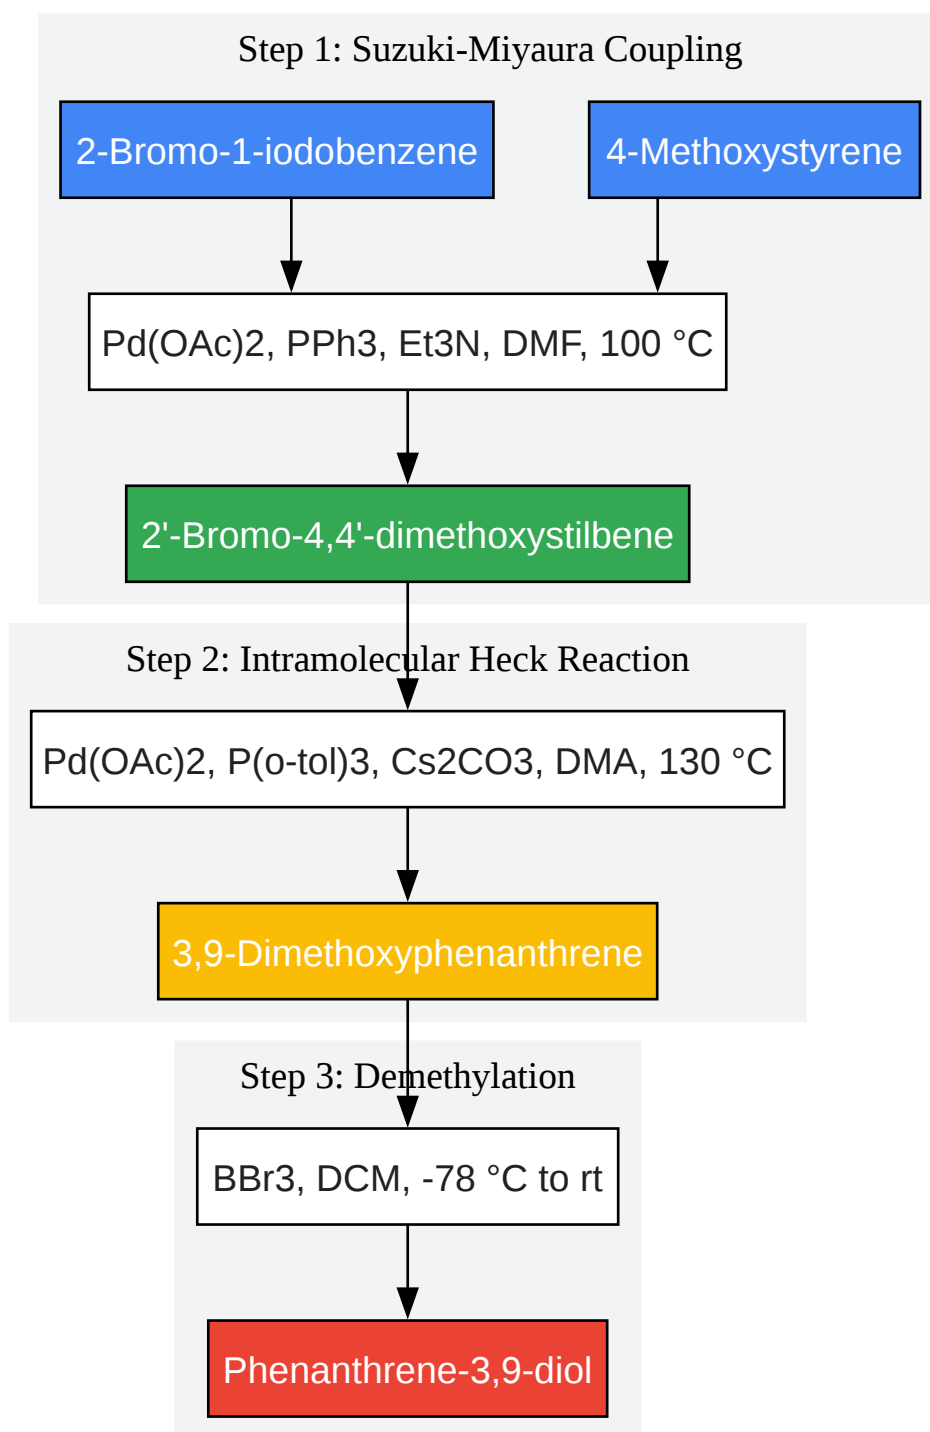 Step 1: Suzuki-Miyaura Coupling
2-Bromo-1-iodobenzene
4-Methoxystyrene
Pd(OAc)2, PPh3, Et3N, DMF, 100 °C
2'-Bromo-4,4'-dimethoxystilbene
Step 2: Intramolecular Heck Reaction
Pd(OAc)2, P(o-tol)3, Cs2CO3, DMA, 130 °C
3,9-Dimethoxyphenanthrene
Step 3: Demethylation
BBr3, DCM, -78 °C to rt
Phenanthrene-3,9-diol